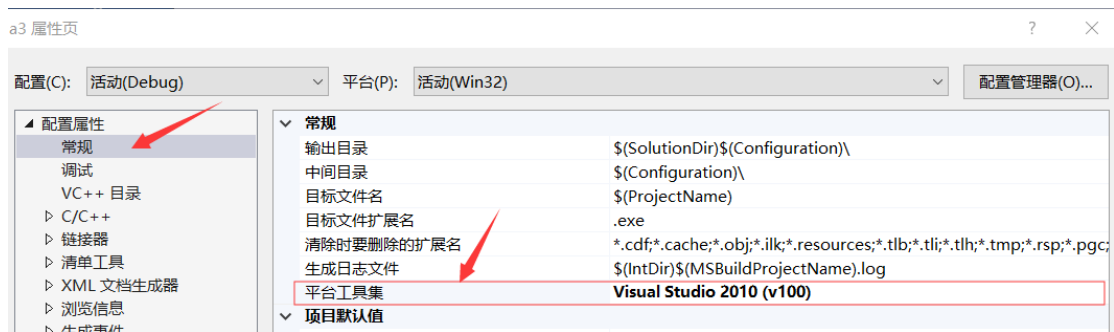 a3 属性页
?
配置(C): 活动(Debug) 平台(P): 活动(Win32) 配置管理器(O)...
配置属性
常规
调试
VC++ 目录
C/C++
链接器
清单工具
XML 文档生成器
浏览信息
生成事件
常规
输出目录 $(SolutionDir)$(Configuration)\
中间目录 $(Configuration)\
目标文件名 $(ProjectName)
目标文件扩展名 .exe
清除时要删除的扩展名 *.cdf;*.cache;*.obj;*.ilk;*.resources;*.tlb;*.tli;*.tlh;*.tmp;*.rsp;*.pgc;
生成日志文件 $(IntDir)$(MSBuildProjectName).log
平台工具集 Visual Studio 2010 (v100)
项目默认值